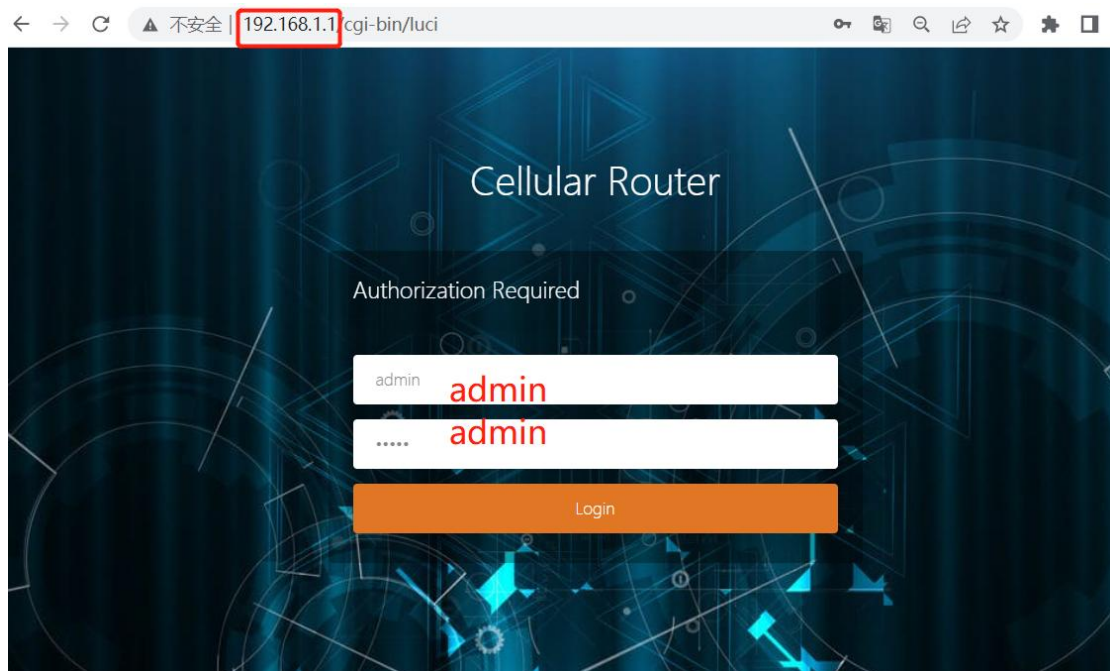 不安全 | 192.168.1.1/cgi-bin/luci
Cellular Router
Authorization Required
admin admin
••••• admin
Login